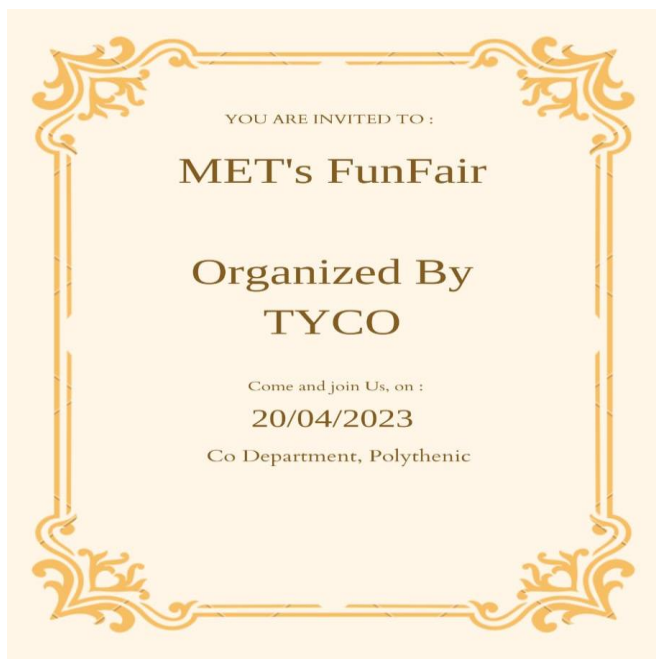 YOU ARE INVITED TO :
MET's FunFair
Organized By
TYCO
Come and join Us, on :
20/04/2023
Co Department, Polythenic